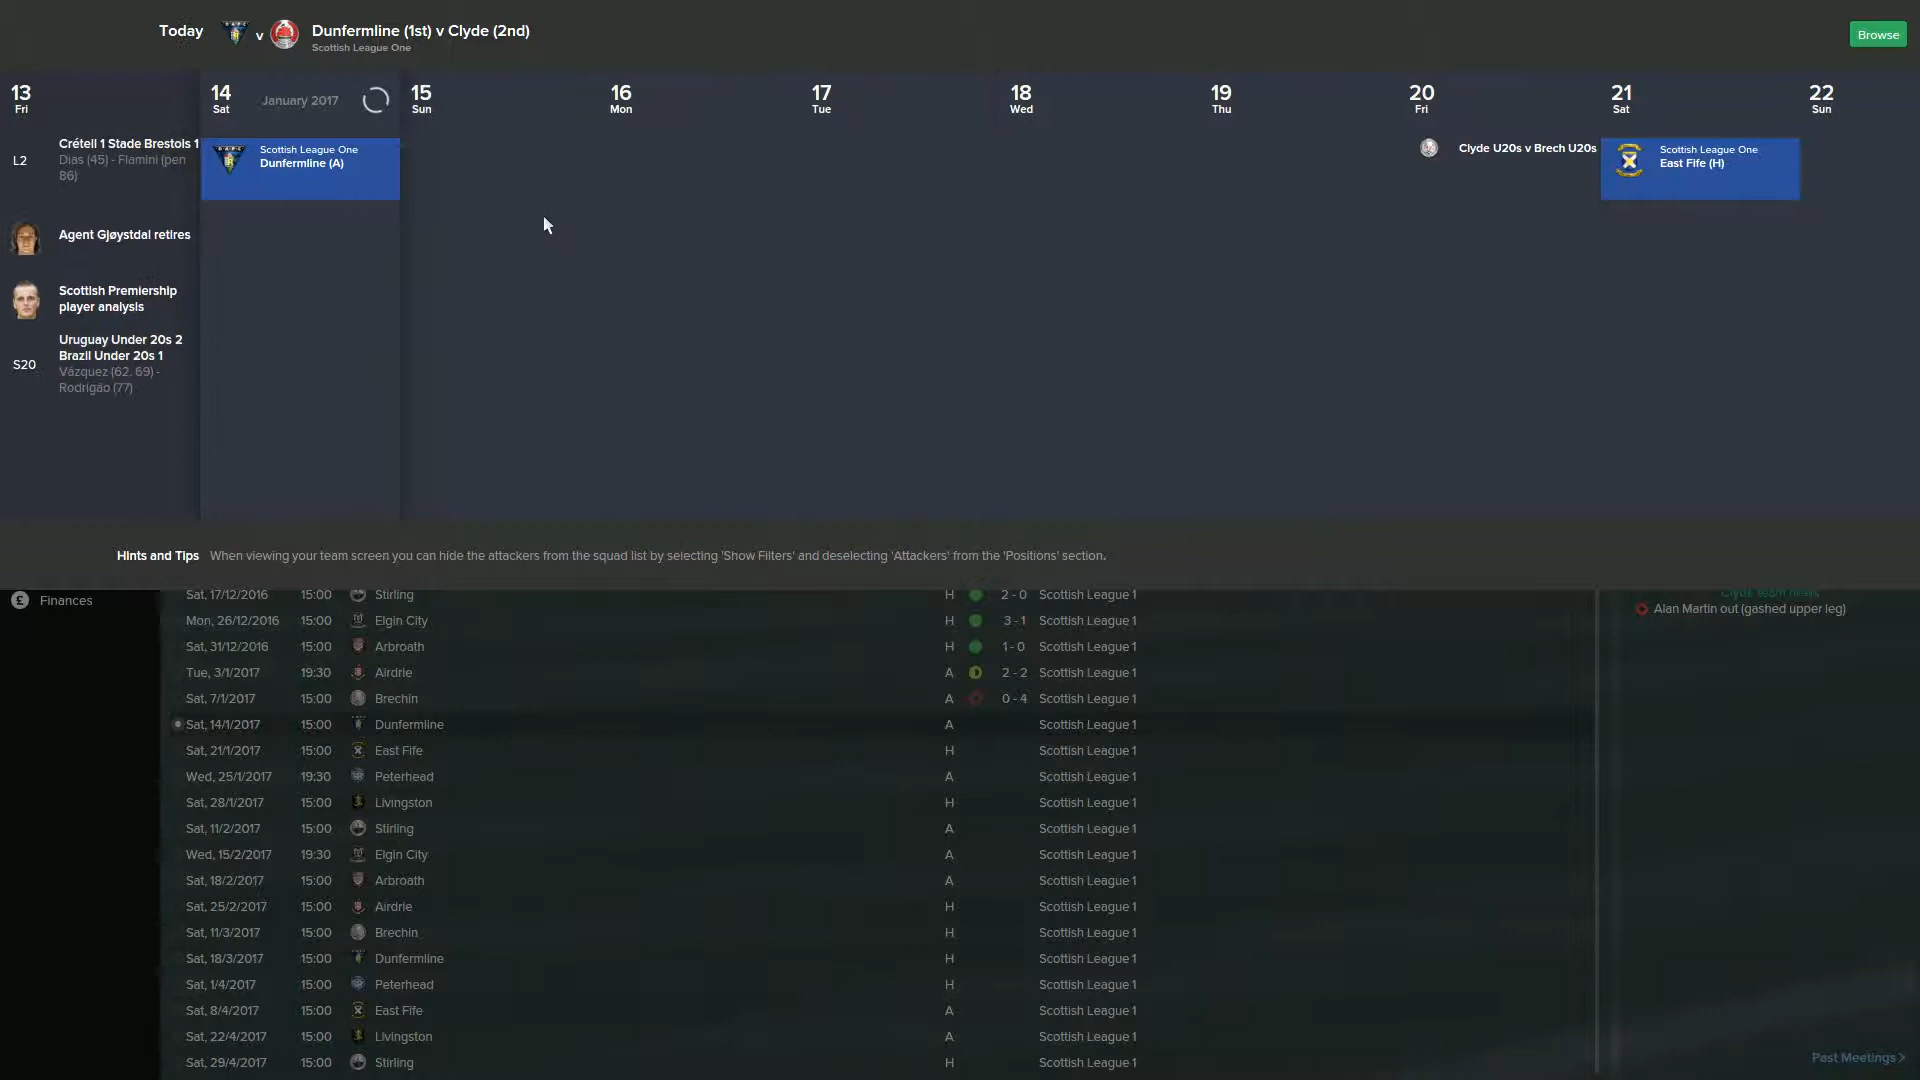 Today
v
Dunfermline (1st) v Clyde (2nd)
Scottish League One
Browse
13
Fri
14
Sat
January 2017
15
Sun
16
Mon
17
Tue
18
Wed
19
Thu
20
Fri
21
Sat
22
Sun
L2
Créteil 1 Stade Brestois 1
Dias (45) - Flamini (pen
86)
Agent Gjøystdal retires
Scottish Premiership
player analysis
S20
Uruguay Under 20s 2
Brazil Under 20s 1
Vázquez (62. 69) -
Rodrigão (77)
Scottish League One
Dunfermline (A)
Clyde U20s v Brech U20s
Scottish League One
East Fife (H)
Hints and Tips When viewing your team screen you can hide the attackers from the squad list by selecting 'Show Filters' and deselecting 'Attackers' from the 'Positions' section.
£ Finances
Sat, 17/12/2016 15:00 Stirling H 2 - 0 Scottish League 1
Mon, 26/12/2016 15:00 Elgin City H 3 - 1 Scottish League 1
Sat, 31/12/2016 15:00 Arbroath H 1 - 0 Scottish League 1
Tue, 3/1/2017 19:30 Airdrie A 2 - 2 Scottish League 1
Sat, 7/1/2017 15:00 Brechin A 0 - 4 Scottish League 1
Sat, 14/1/2017 15:00 Dunfermline A Scottish League 1
Sat, 21/1/2017 15:00 East Fife H Scottish League 1
Wed, 25/1/2017 19:30 Peterhead A Scottish League 1
Sat, 28/1/2017 15:00 Livingston H Scottish League 1
Sat, 11/2/2017 15:00 Stirling A Scottish League 1
Wed, 15/2/2017 19:30 Elgin City A Scottish League 1
Sat, 18/2/2017 15:00 Arbroath A Scottish League 1
Sat, 25/2/2017 15:00 Airdrie H Scottish League 1
Sat, 11/3/2017 15:00 Brechin H Scottish League 1
Sat, 18/3/2017 15:00 Dunfermline H Scottish League 1
Sat, 1/4/2017 15:00 Peterhead H Scottish League 1
Sat, 8/4/2017 15:00 East Fife A Scottish League 1
Sat, 22/4/2017 15:00 Livingston A Scottish League 1
Sat, 29/4/2017 15:00 Stirling H Scottish League 1
Clyde team news
Alan Martin out (gashed upper leg)
Past Meetings >